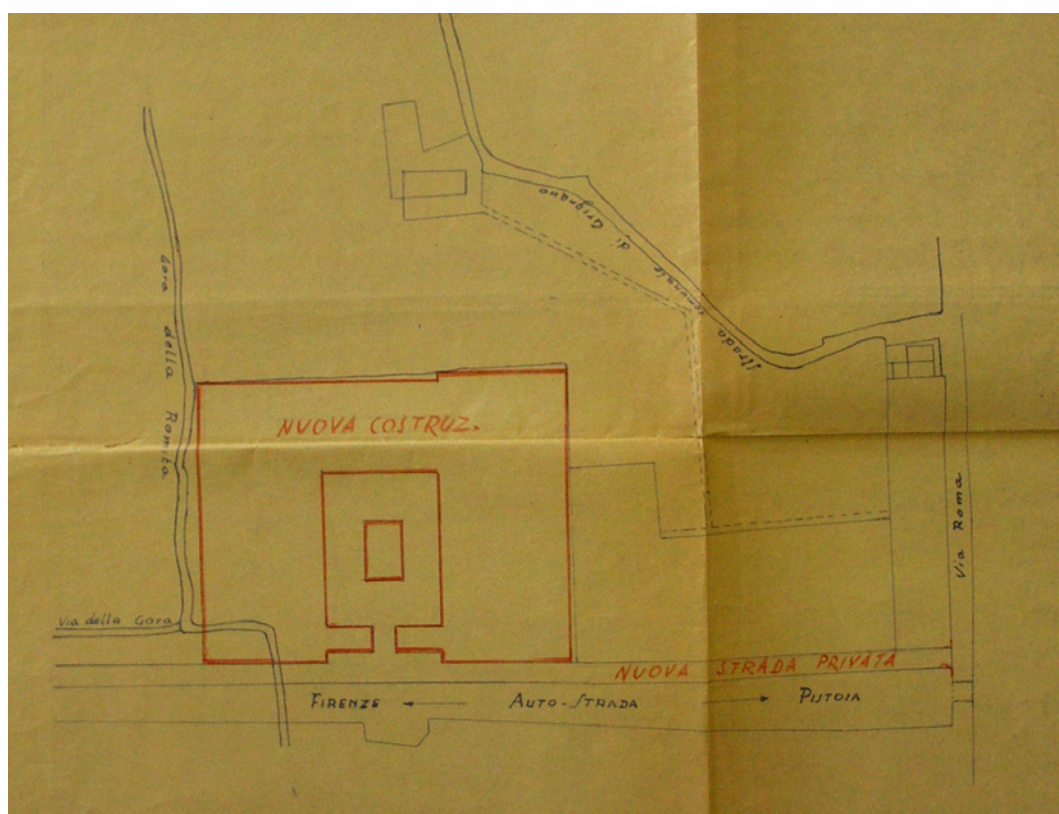 Strada comunale di Grignano
Gora della Romita
NUOVA COSTRUZ.
Via Roma
Via della Gora
NUOVA STRADA PRIVATA
FIRENZE AUTO-STRADA PISTOIA